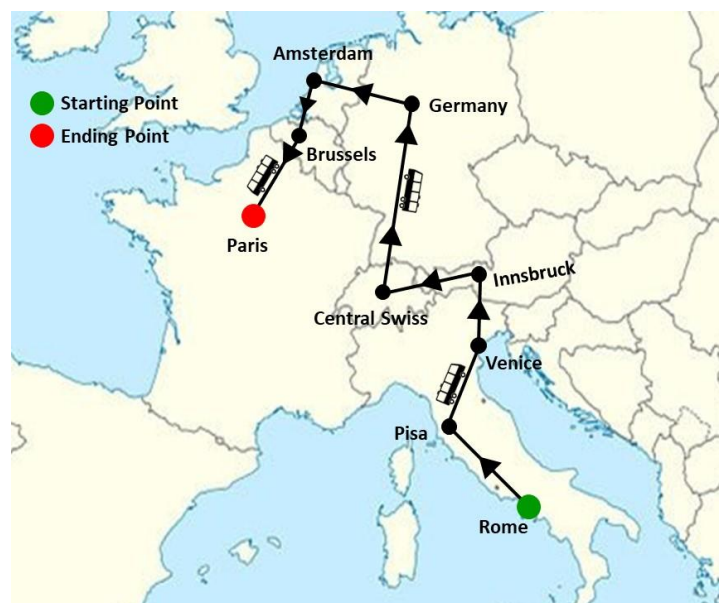 Amsterdam
Starting Point
Germany
Ending Point
Brussels
Paris
Innsbruck
Central Swiss
Venice
Pisa
Rome